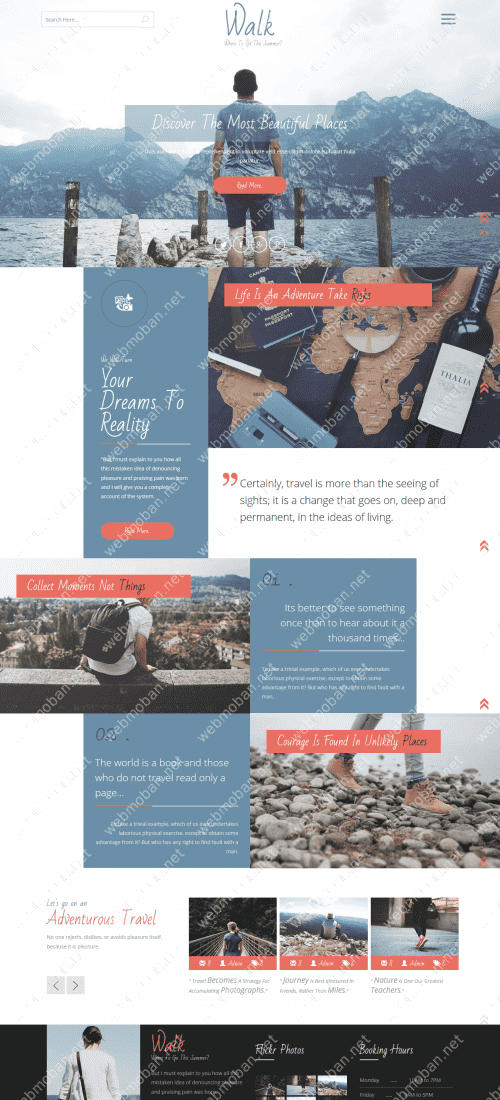 Search Here...
Walk
Where To Go This Summer?
Discover The Most Beautiful Places
Read More..
Life Is An Adventure Take Risks
CANADA
PASSPORT
PASSEPORT
THALIA
We Will Turn
Your
Dreams To
Reality
"But I must explain to you how all
this mistaken idea of denouncing
pleasure and praising pain was born
and I will give you a complete
account of the system.
Read More..
Certainly, travel is more than the seeing of
sights; it is a change that goes on, deep and
permanent, in the ideas of living.
Collect Moments Not Things
01 .
Its better to see something
once than to hear about it a
thousand times...
To take a trivial example, which of us ever undertakes
laborious physical exercise, except to obtain some
advantage from it? But who has any right to find fault with a
man.
02 .
The world is a book and those
who do not travel read only a
page...
Courage Is Found In Unlikely Places
To take a trivial example, which of us ever undertakes
laborious physical exercise, except to obtain some
advantage from it? But who has any right to find fault with a
man.
Let's go on an
Adventurous Travel
No one rejects, dislikes, or avoids pleasure itself,
because it is pleasure.
8 Admin
8 Admin
8 Admin
" Travel Becomes A Strategy For
Accumulating Photographs."
" Journey Is Best Measured In
Friends, Rather Than Miles."
" Nature Is One Our Greatest
Teachers."
Walk
Where To Go This Summer?
But I must explain to you how all this
mistaken idea of denouncing pleasure
and praising pain was born and I will
Flickr Photos
Booking Hours
Monday
to 7PM
Friday
to 5PM
webmoban.net